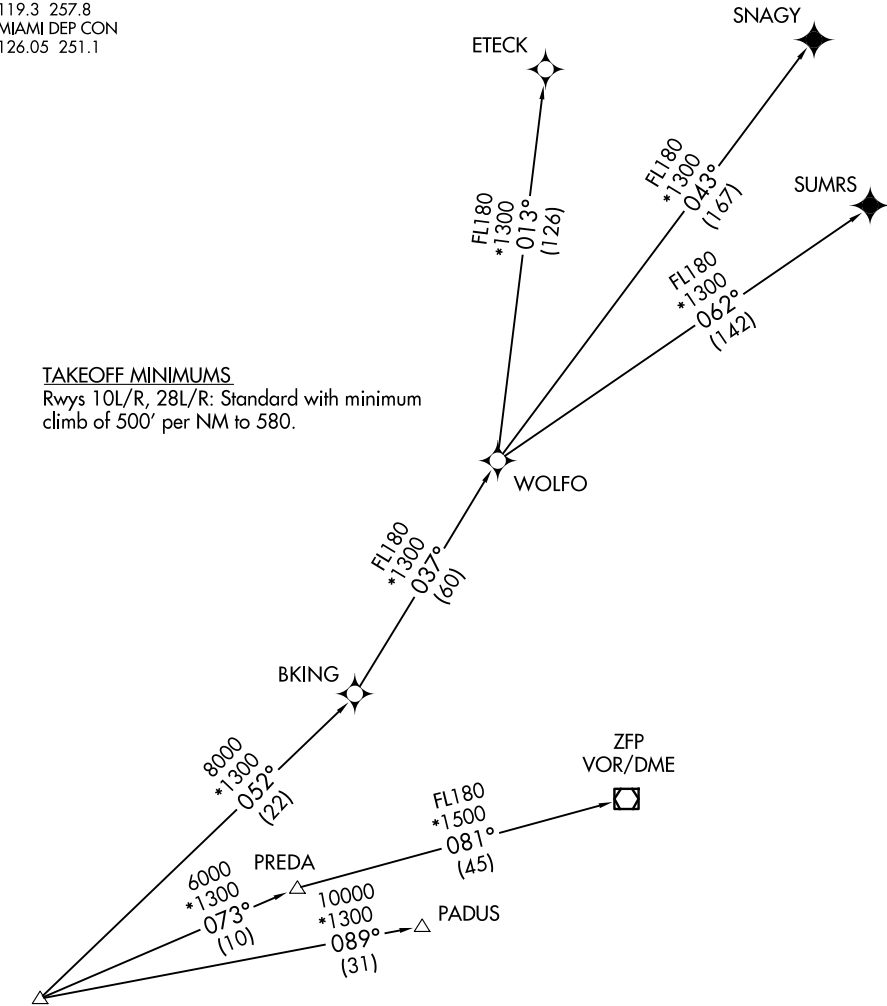 119.3 257.8
MIAMI DEP CON
126.05 251.1
SNAGY
ETECK
FL180
*1300
043°
(167)
SUMRS
FL180
*1300
013°
(126)
FL180
*1300
062°
(142)
TAKEOFF MINIMUMS
Rwys 10L/R, 28L/R: Standard with minimum
climb of 500' per NM to 580.
WOLFO
FL180
*1300
037°
(60)
BKING
8000
*1300
052°
(22)
ZFP
VOR/DME
FL180
*1500
081°
(45)
PREDA
6000
*1300
073°
(10)
10000
*1300
089°
(31)
PADUS